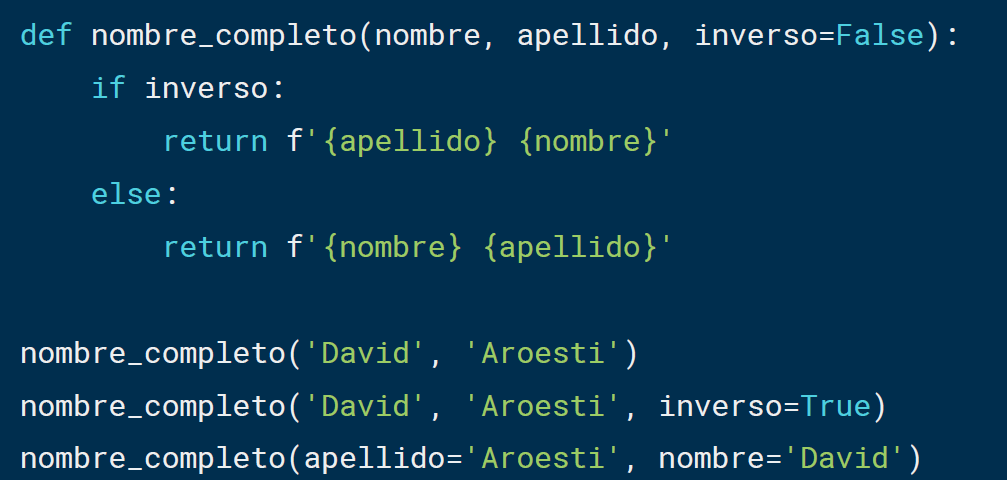 def nombre_completo(nombre, apellido, inverso=False):
    if inverso:
        return f'{apellido} {nombre}'
    else:
        return f'{nombre} {apellido}'

nombre_completo('David', 'Aroesti')
nombre_completo('David', 'Aroesti', inverso=True)
nombre_completo(apellido='Aroesti', nombre='David')